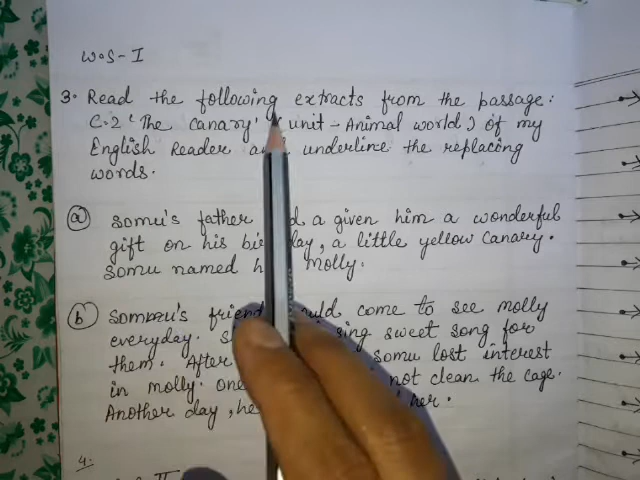 W.S-I
3. Read the following extracts from the passage:
C.2 'The Canary' (unit - Animal world) of my
English Reader underline the replacing
words.
(a) Somu's father a given him a wonderful
gift on his , a little yellow Canary.
Somu named Molly.
(b) Somu's friend would come to see molly
everyday. sing sweet song for
them. After Somu lost interest
in molly. One not clean the cage.
Another day, he her.
4.
II